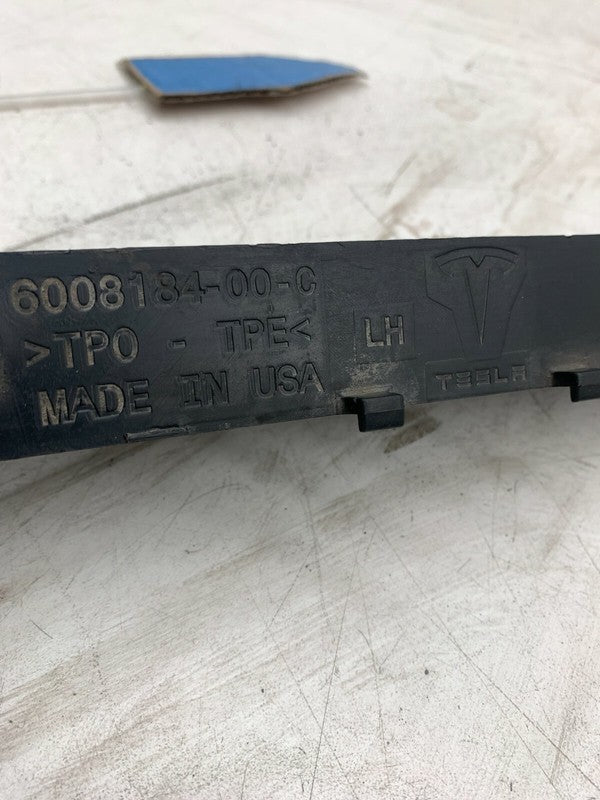 6008184-00-C
>TPO - TPE<
LH
MADE IN USA
TESLA